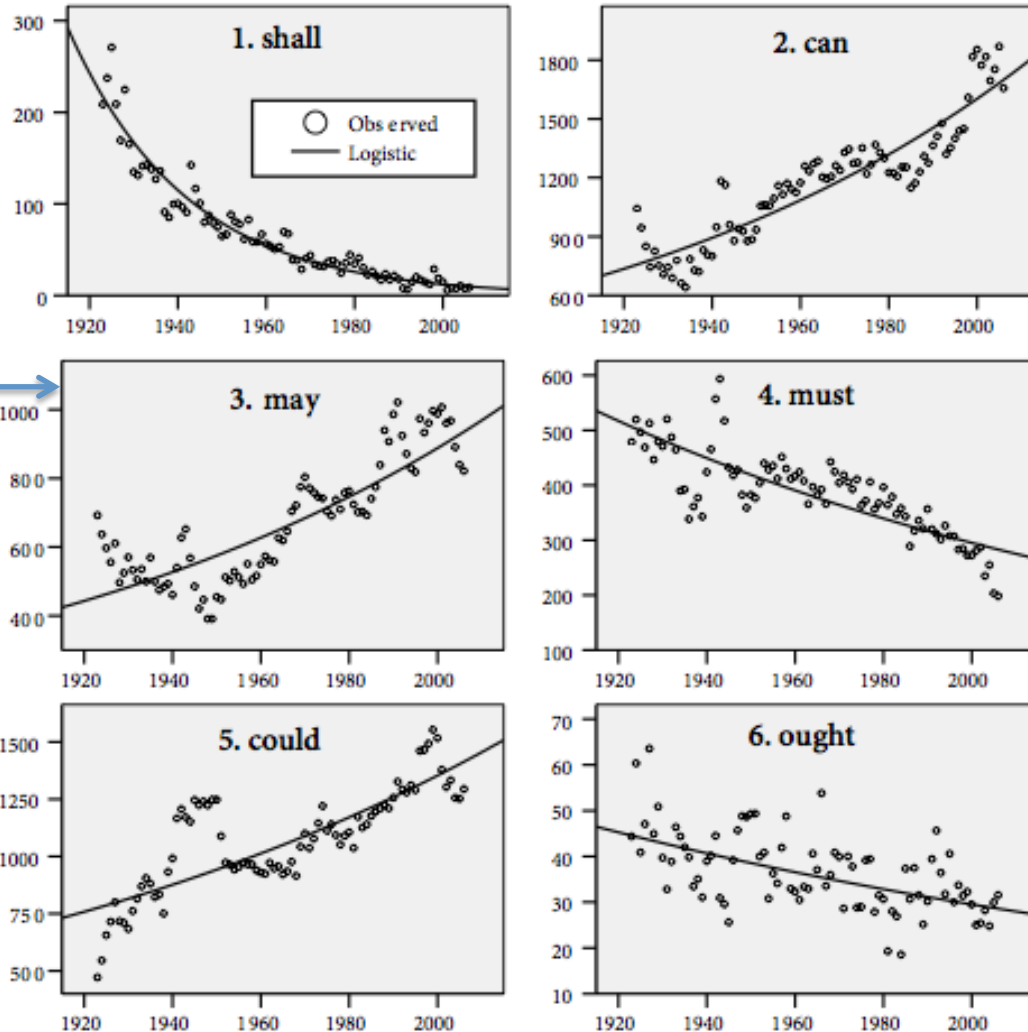 1. shall
300
200
100
0
Obs erved
Logistic
1920 1940 1960 1980 2000
2. can
1800
1500
1200
900
600
1920 1940 1960 1980 2000
3. may
1000
800
600
400
1920 1940 1960 1980 2000
4. must
600
500
400
300
200
100
1920 1940 1960 1980 2000
5. could
1500
1250
1000
750
500
1920 1940 1960 1980 2000
6. ought
70
60
50
40
30
20
10
1920 1940 1960 1980 2000